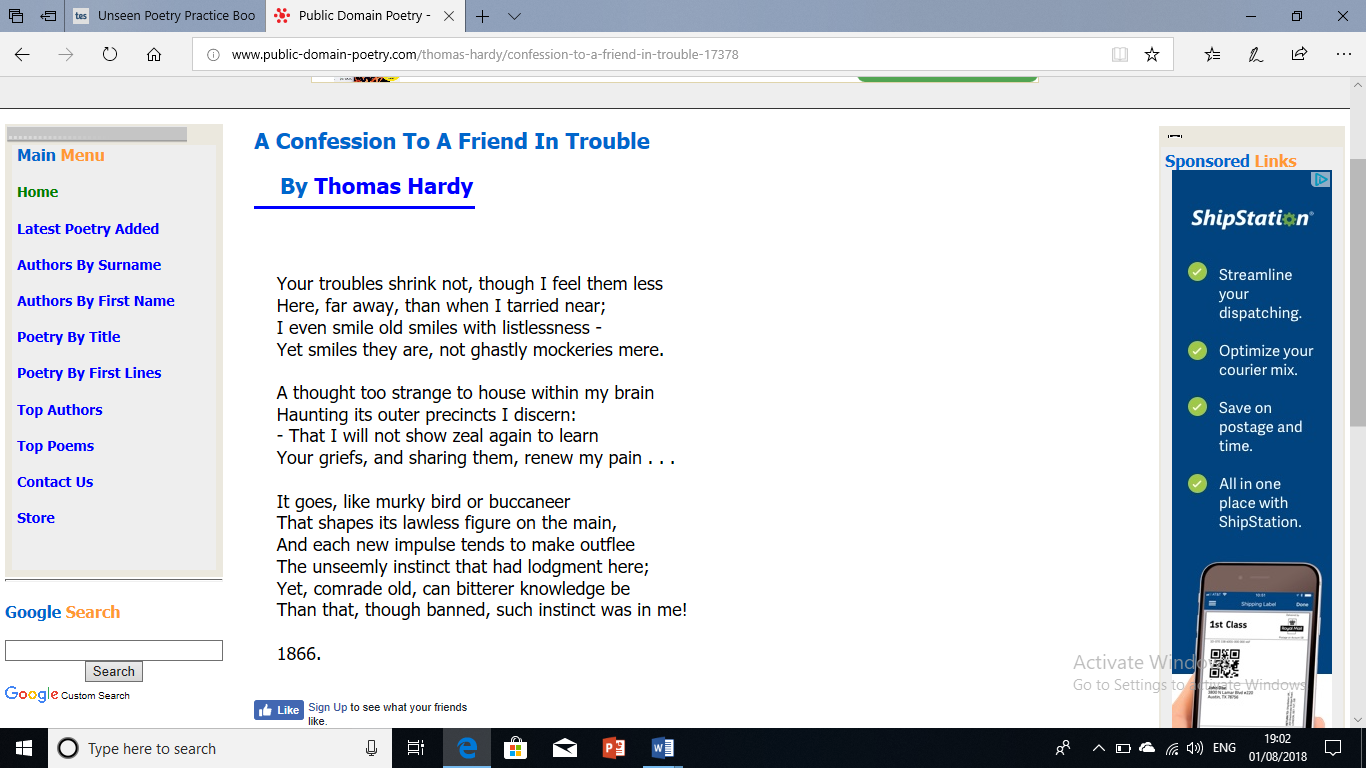 tes Unseen Poetry Practice Boo
Public Domain Poetry -
www.public-domain-poetry.com/thomas-hardy/confession-to-a-friend-in-trouble-17378
Main Menu
Home
Latest Poetry Added
Authors By Surname
Authors By First Name
Poetry By Title
Poetry By First Lines
Top Authors
Top Poems
Contact Us
Store
Google Search
Search
Google Custom Search
A Confession To A Friend In Trouble
By Thomas Hardy
Your troubles shrink not, though I feel them less
Here, far away, than when I tarried near;
I even smile old smiles with listlessness -
Yet smiles they are, not ghastly mockeries mere.
A thought too strange to house within my brain
Haunting its outer precincts I discern:
- That I will not show zeal again to learn
Your griefs, and sharing them, renew my pain . . .
It goes, like murky bird or buccaneer
That shapes its lawless figure on the main,
And each new impulse tends to make outflee
The unseemly instinct that had lodgment here;
Yet, comrade old, can bitterer knowledge be
Than that, though banned, such instinct was in me!
1866.
Like
Sign Up to see what your friends
like.
Sponsored Links
ShipStation
Streamline
your
dispatching.
Optimize your
courier mix.
Save on
postage and
time.
All in one
place with
ShipStation.
Shipping Label
Done
1st Class
Royal Mail
Activate Windows
Go to Settings to activate Windows.
Type here to search
ENG
19:02
01/08/2018